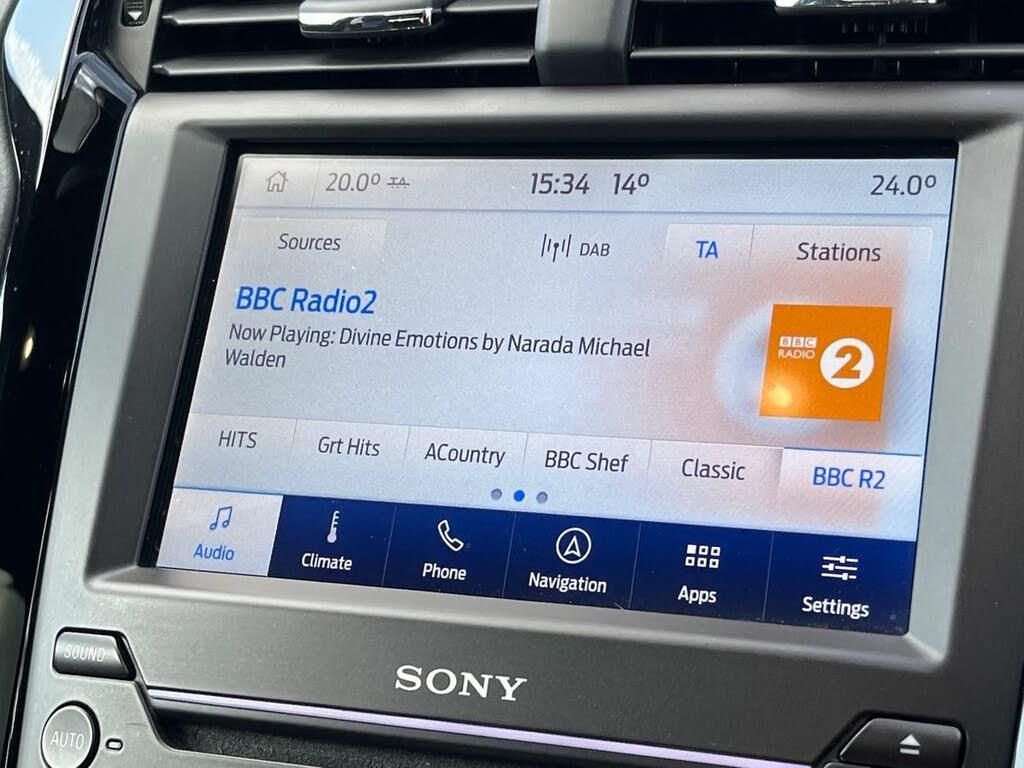 20.0° TA 15:34 14° 24.0°
Sources DAB TA Stations
BBC Radio2
Now Playing: Divine Emotions by Narada Michael
Walden
BBC
RADIO 2
HITS Grt Hits ACountry BBC Shef Classic BBC R2
Audio Climate Phone Navigation Apps Settings
SOUND
SONY
AUTO